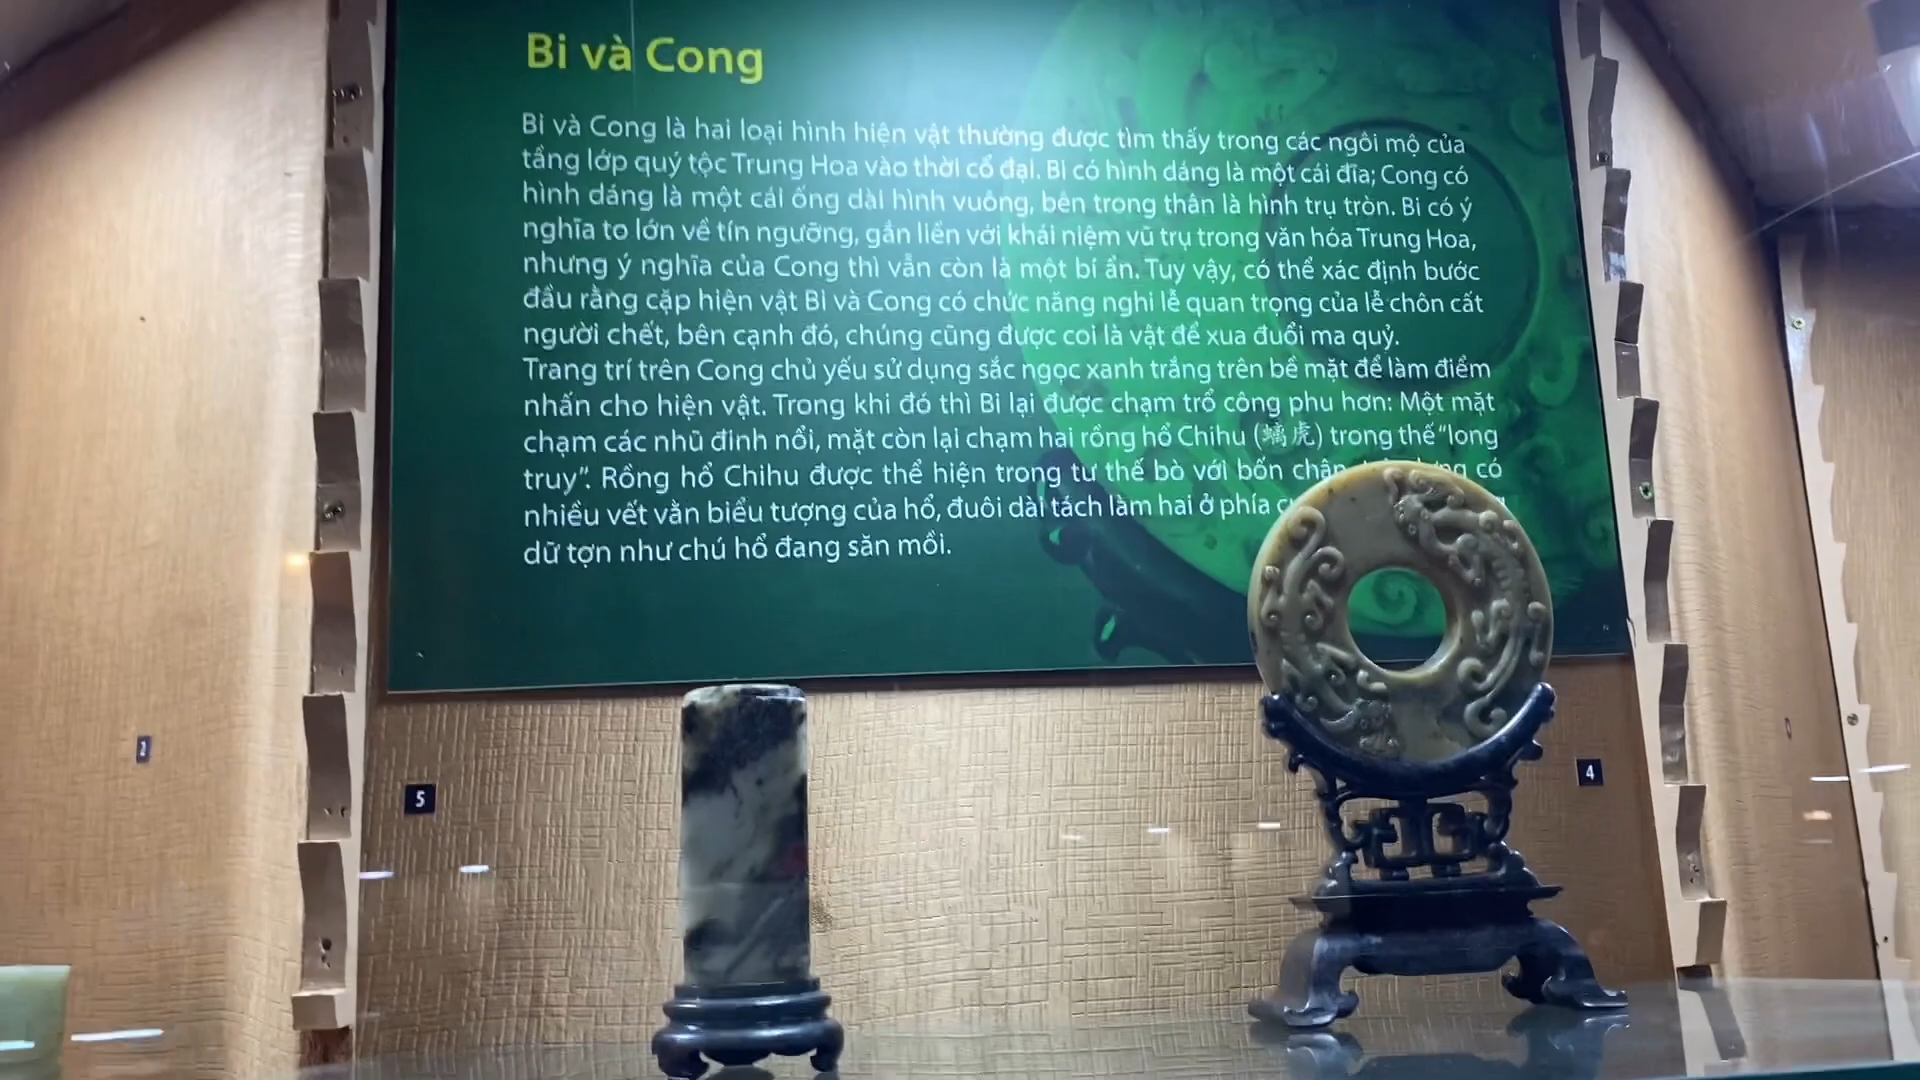 Bi và Cong
Bi và Cong là hai loại hình hiện vật thường được tìm thấy trong các ngôi mộ của
tầng lớp quý tộc Trung Hoa vào thời cổ đại. Bi có hình dáng là một cái đĩa; Cong có
hình dáng là một cái ống dài hình vuông, bên trong thân là hình trụ tròn. Bi có ý
nghĩa to lớn về tín ngưỡng, gắn liền với khái niệm vũ trụ trong văn hóa Trung Hoa,
nhưng ý nghĩa của Cong thì vẫn còn là một bí ẩn. Tuy vậy, có thể xác định bước
đầu rằng cặp hiện vật Bi và Cong có chức năng nghi lễ quan trọng của lễ chôn cất
người chết, bên cạnh đó, chúng cũng được coi là vật để xua đuổi ma quỷ.
Trang trí trên Cong chủ yếu sử dụng sắc ngọc xanh trắng trên bề mặt để làm điểm
nhấn cho hiện vật. Trong khi đó thì Bi lại được chạm trổ công phu hơn: Một mặt
chạm các nhũ đinh nổi, mặt còn lại chạm hai rồng hổ Chihu (螭虎) trong thế "long
truy". Rồng hổ Chihu được thể hiện trong tư thế bò với bốn chân có
nhiều vết vằn biểu tượng của hổ, đuôi dài tách làm hai ở phía
dữ tợn như chú hổ đang săn mồi.
5
4